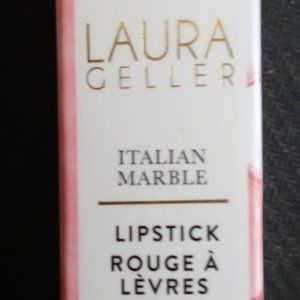 LAURA
GELLER
ITALIAN
MARBLE
LIPSTICK
ROUGE À
LÈVRES